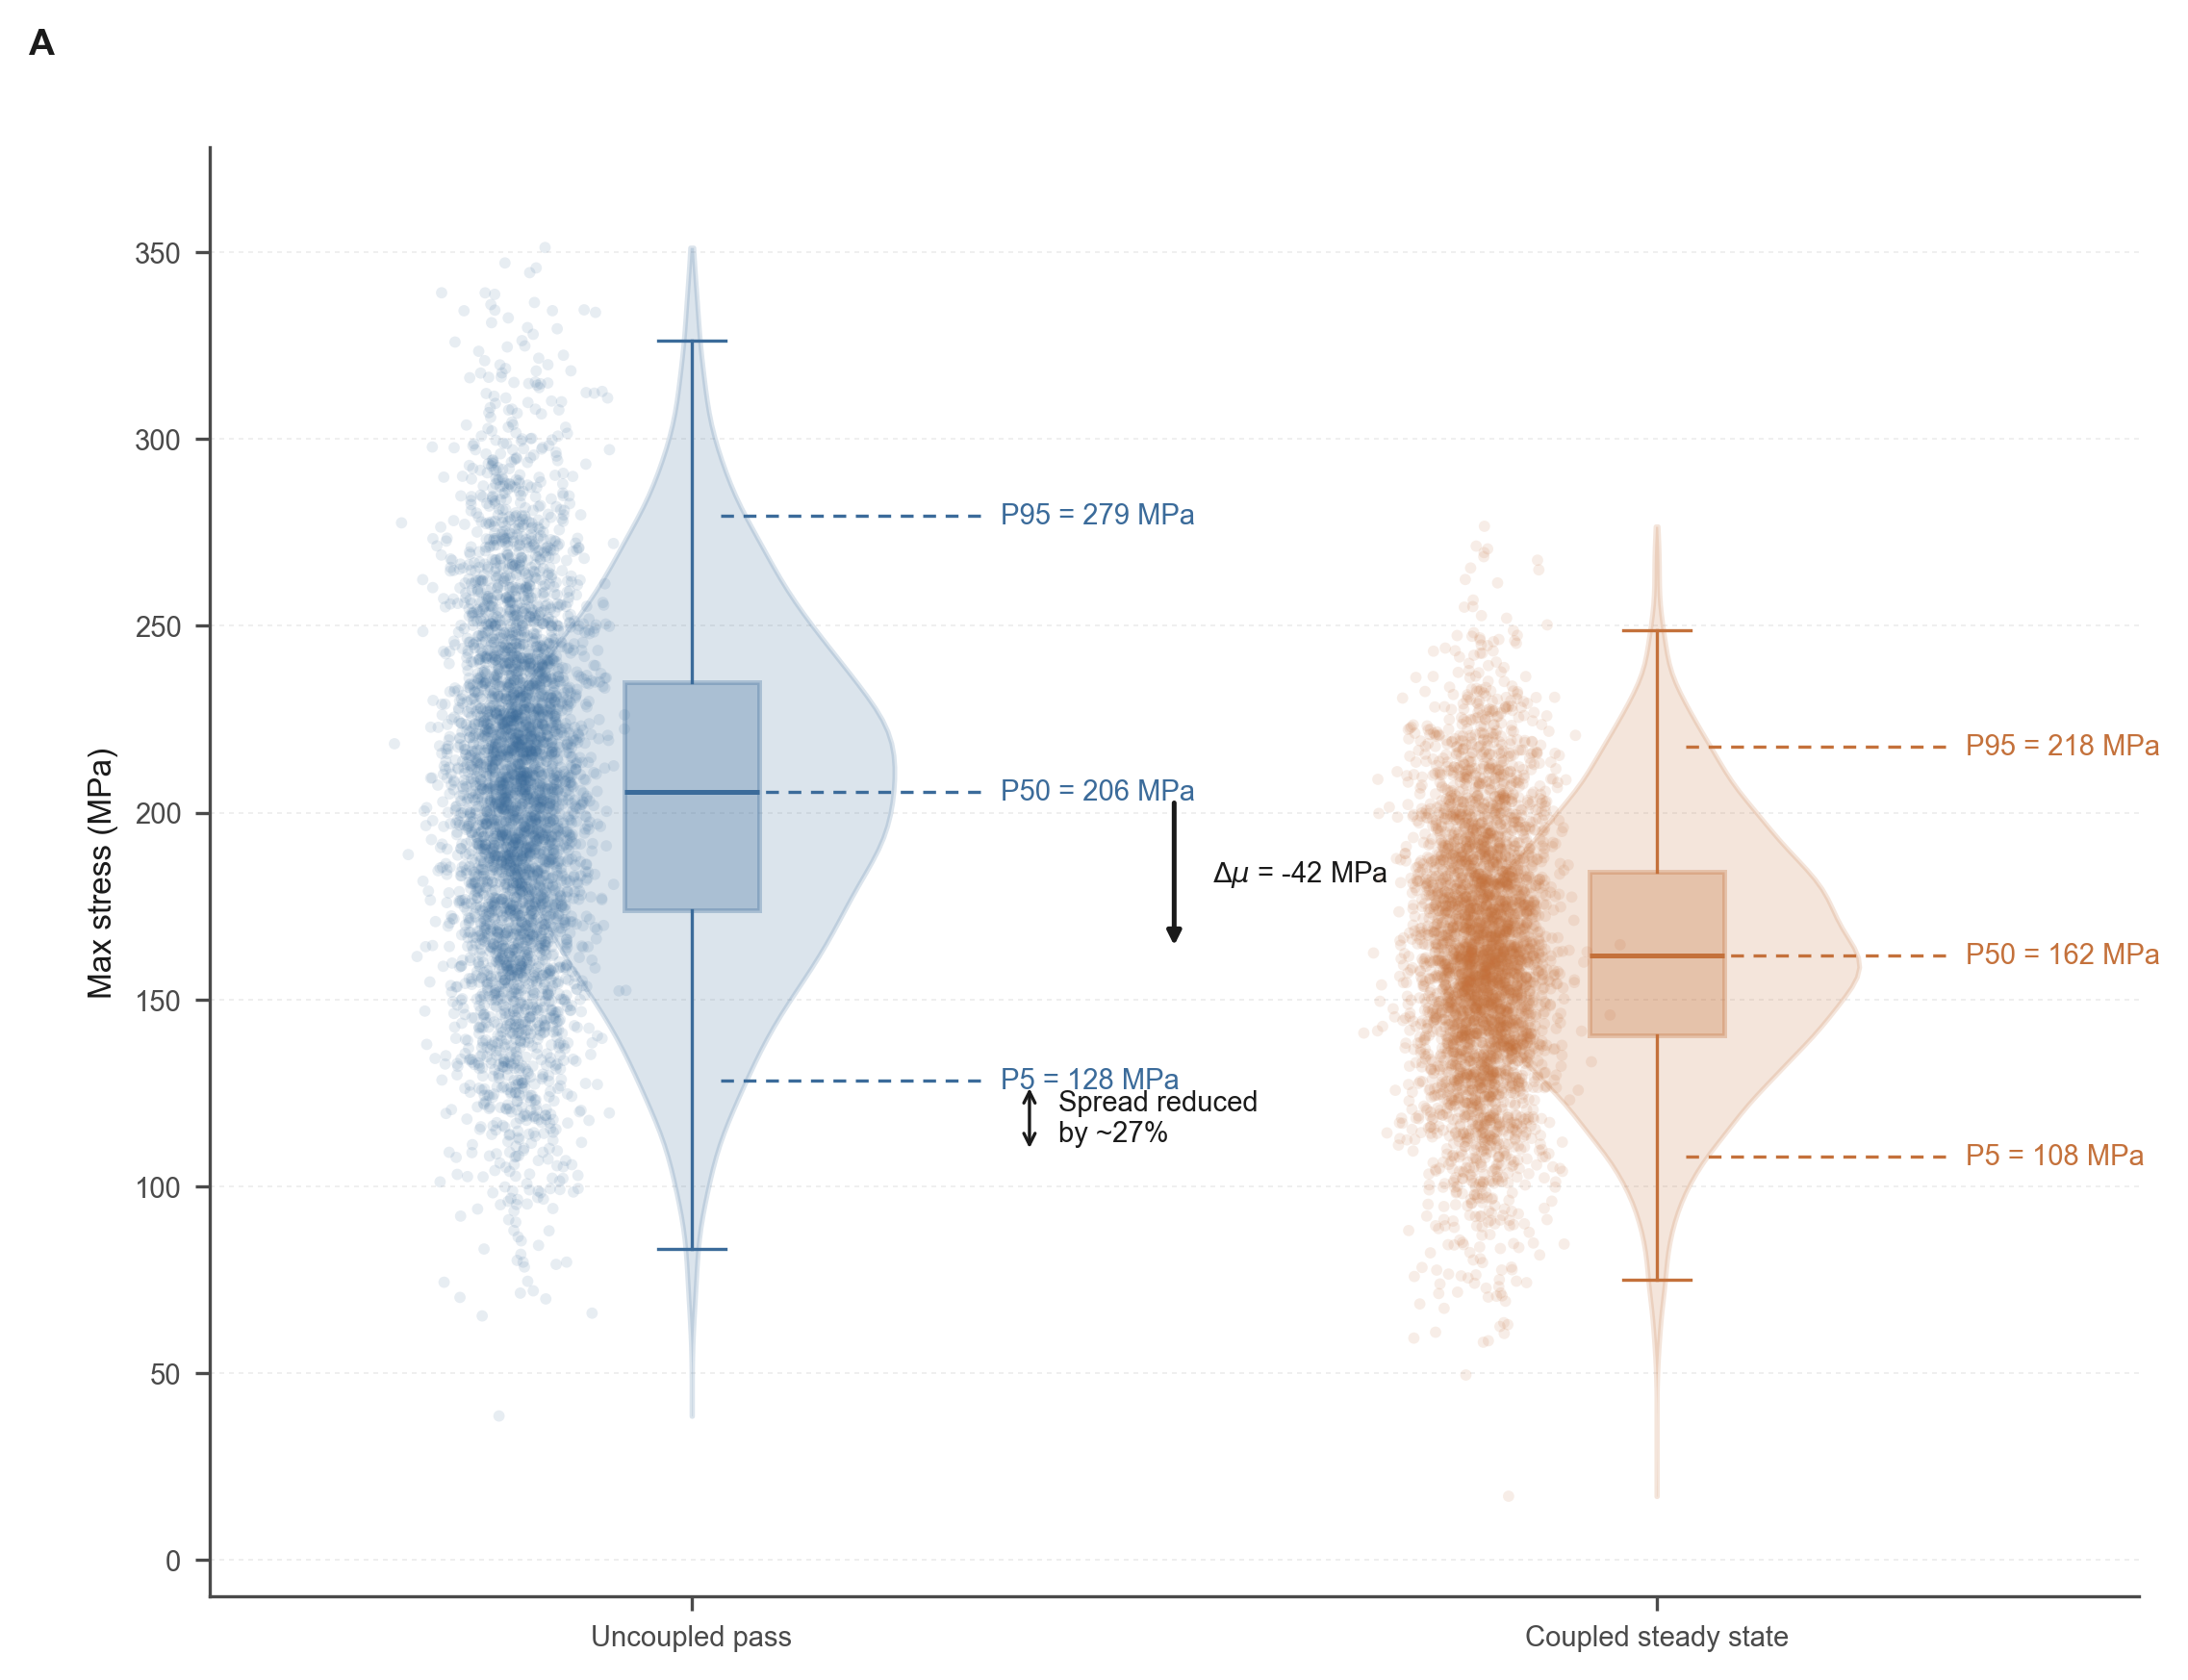 A
Max stress (MPa)
350
300
250
200
150
100
50
0
P95 = 279 MPa
P50 = 206 MPa
P5 = 128 MPa
Δμ = -42 MPa
Spread reduced
by ~27%
P95 = 218 MPa
P50 = 162 MPa
P5 = 108 MPa
Uncoupled pass
Coupled steady state